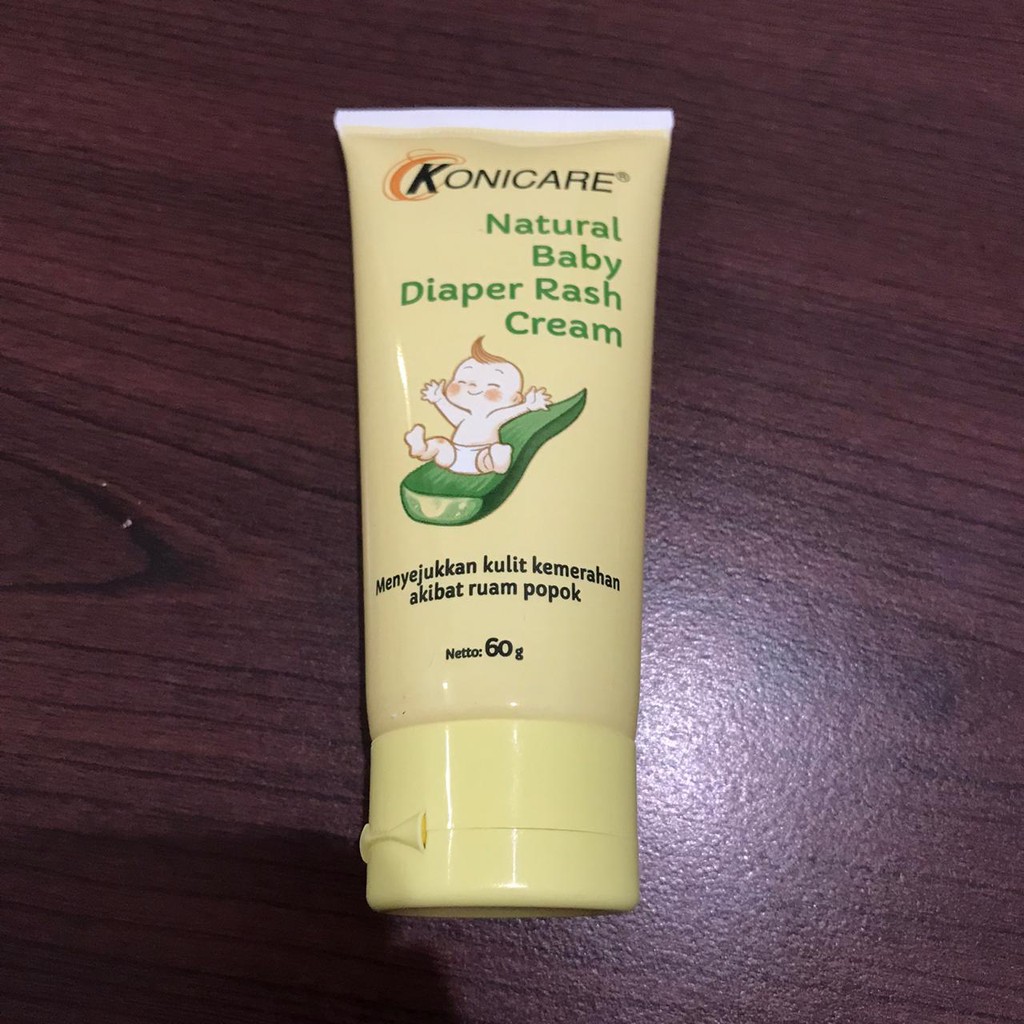 KONICARE®
Natural
Baby
Diaper Rash
Cream
Menyejukkan kulit kemerahan
akibat ruam popok
Netto: 60 g